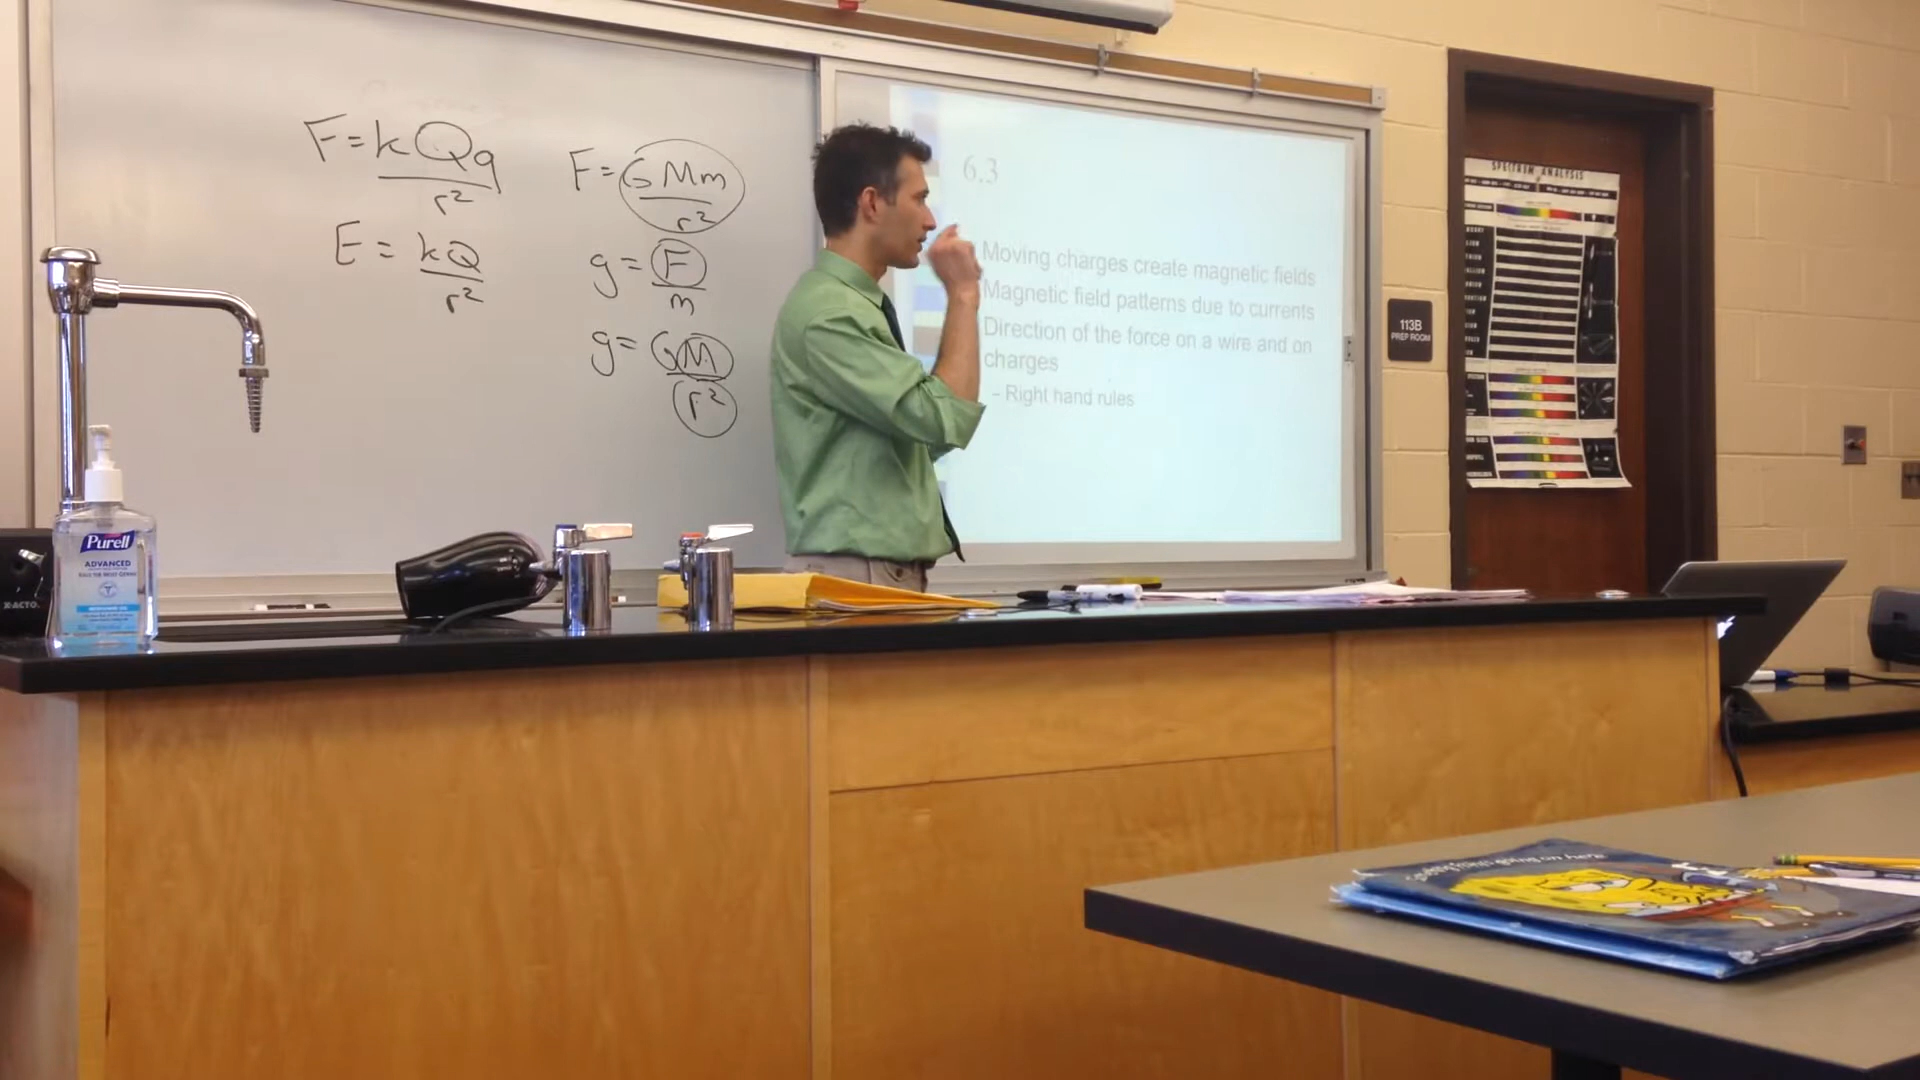 F = kQq
r²
E = kQ
r²
F = GMm
r²
g = F
m
g = GM
r²
6.3
Moving charges create magnetic fields
Magnetic field patterns due to currents
Direction of the force on a wire and on
charges
– Right hand rules
SPECTRUM ANALYSIS
113B
PREP ROOM
Purell
ADVANCED
X-ACTO